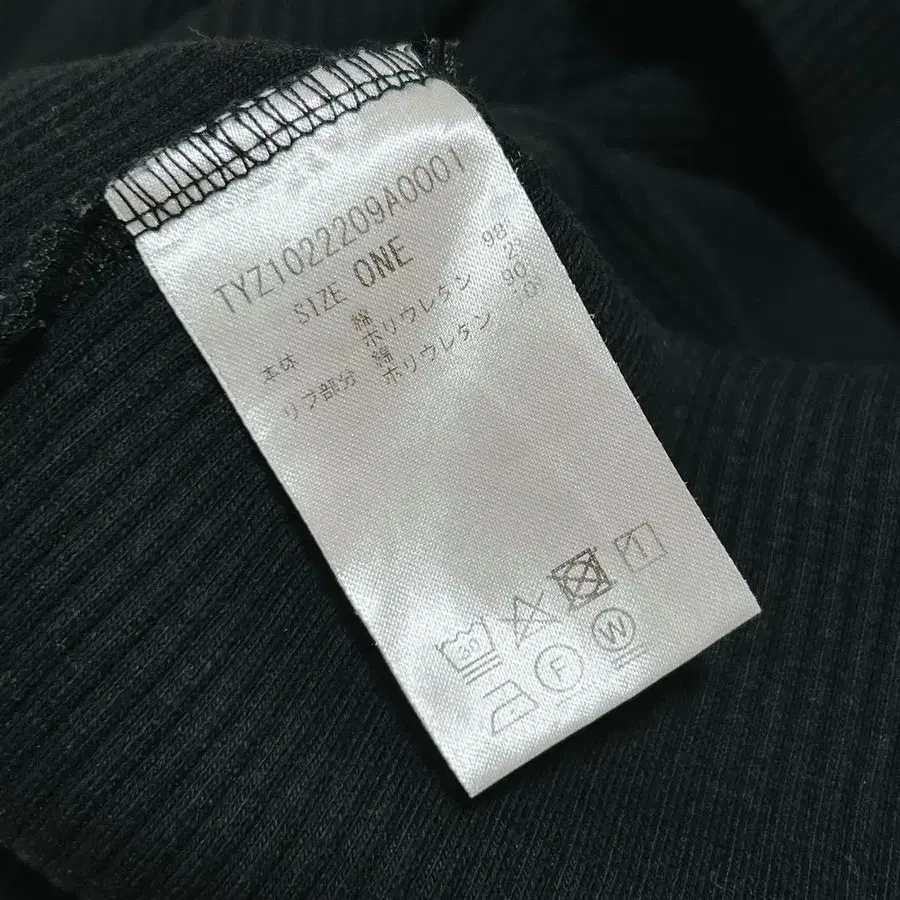 TYZ1022209A0001
SIZE ONE
本体 綿 98
ポリウレタン 2
リブ部分 綿 90
ポリウレタン 10
30
F
W